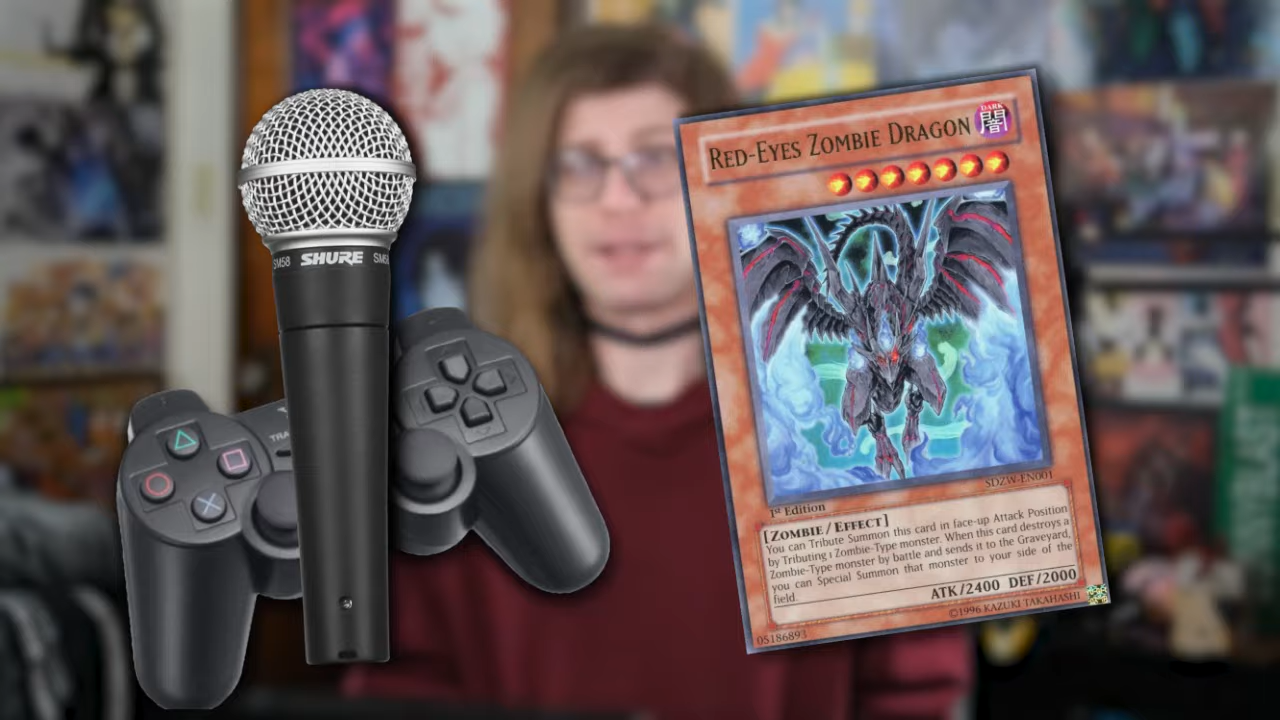 SM58 SHURE SM5
TRA
RED-EYES ZOMBIE DRAGON
DARK
闇
SDZW-EN001
1st Edition
[ZOMBIE / EFFECT]
You can Tribute Summon this card in face-up Attack Position
by Tributing 1 Zombie-Type monster. When this card destroys a
Zombie-Type monster by battle and sends it to the Graveyard,
you can Special Summon that monster to your side of the
field.
ATK/2400 DEF/2000
05186893
©1996 KAZUKI TAKAHASHI